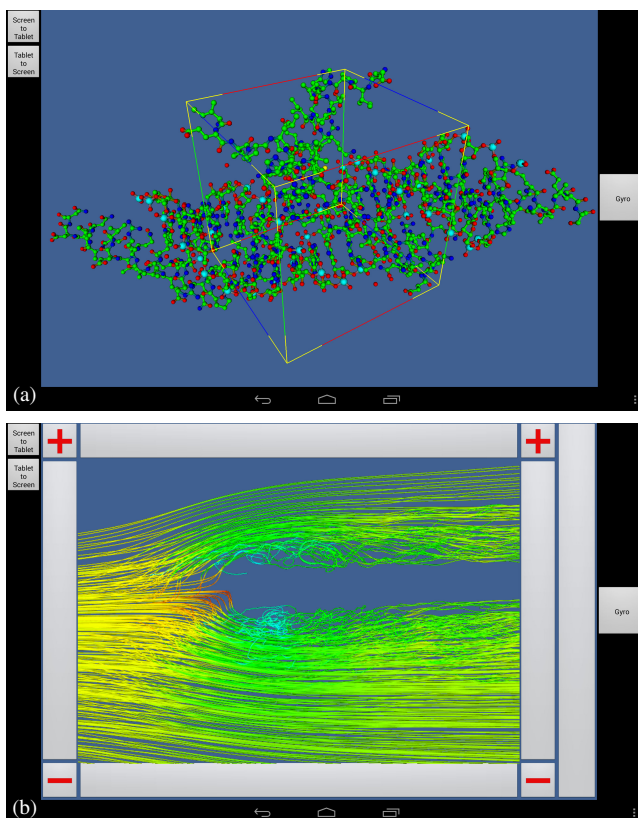 Screen
to
Tablet
Tablet
to
Screen
Gyro
(a)
Screen
to
Tablet
Tablet
to
Screen
Gyro
(b)